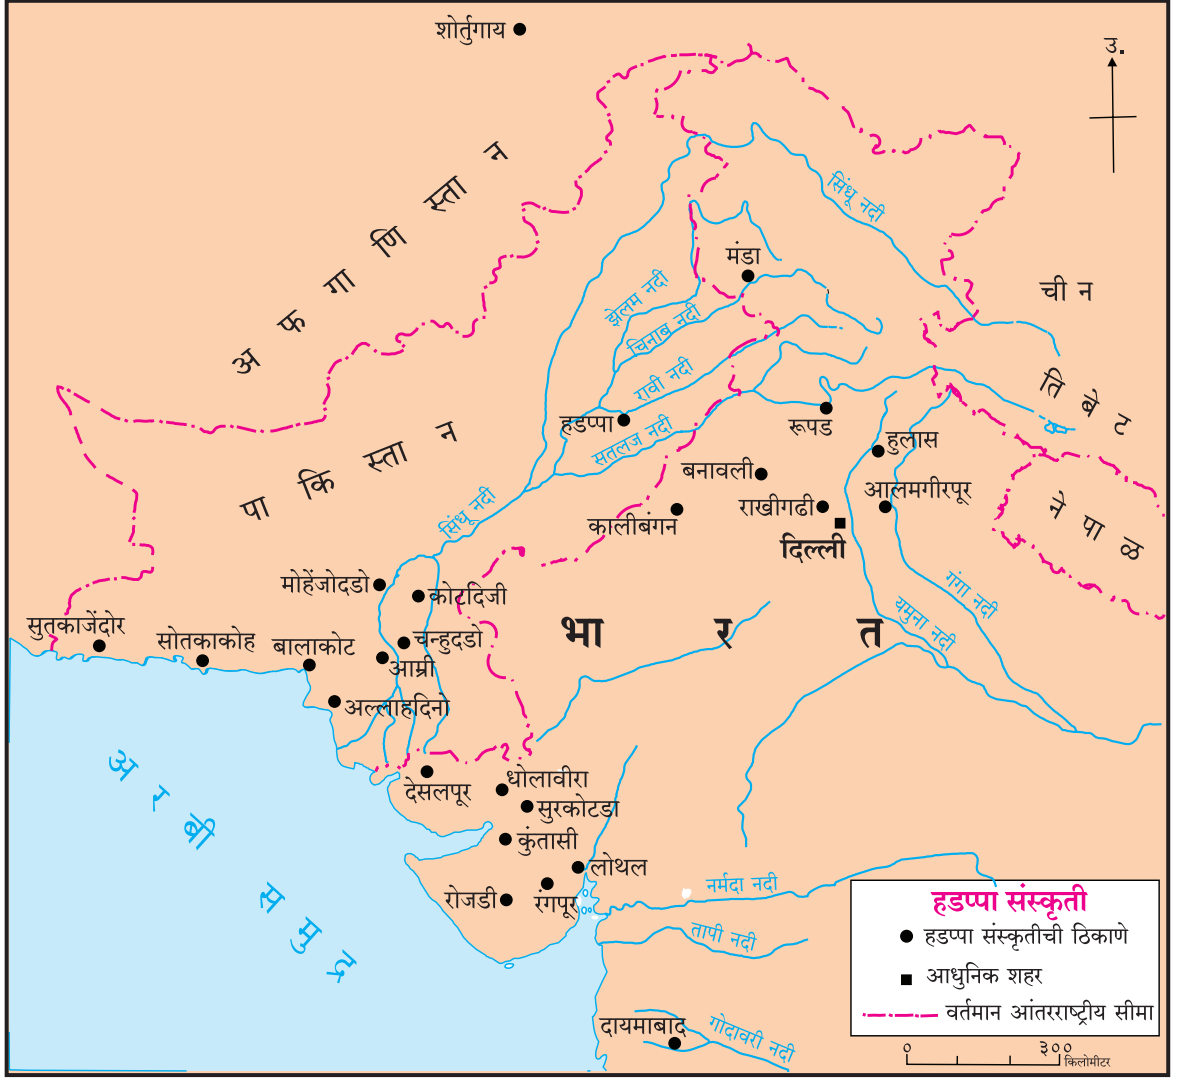 शोर्तुगाय
उ.
अफगाणिस्तान
सिंधू नदी
मंडा
चीन
झेलम नदी
चिनाब नदी
रावी नदी
तिबेट
हडप्पा
सतलज नदी
रूपड
पाकिस्तान
हुलास
बनावली
आलमगीरपूर
राखीगढी
नेपाळ
सिंधू नदी
कालीबंगन
दिल्ली
मोहेंजोदडो
कोटदिजी
गंगा नदी
यमुना नदी
सुतकाजेंदोर
सोतकाकोह
बालाकोट
चन्हुदडो
भारत
आम्री
अल्लाहदिनो
अरबी समुद्र
देसलपूर
धोलावीरा
सुरकोटडा
कुंतासी
लोथल
रोजडी
रंगपूर
नर्मदा नदी
तापी नदी
दायमाबाद
गोदावरी नदी
हडप्पा संस्कृती
हडप्पा संस्कृतीची ठिकाणे
आधुनिक शहर
वर्तमान आंतरराष्ट्रीय सीमा
० ३००
किलोमीटर